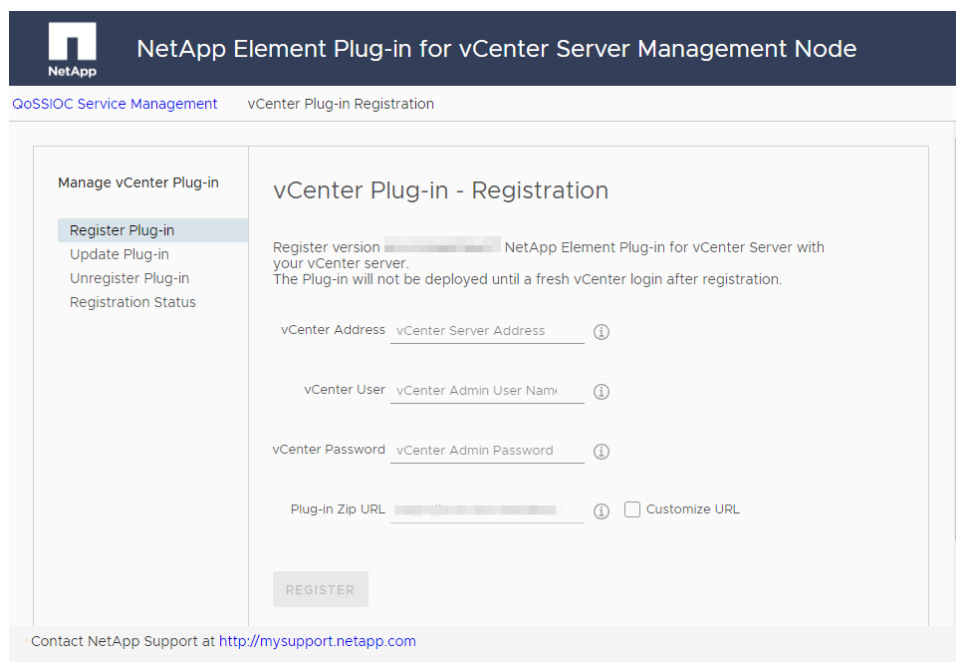 NetApp
NetApp Element Plug-in for vCenter Server Management Node
QoSSIOC Service Management vCenter Plug-in Registration
Manage vCenter Plug-in
Register Plug-in
Update Plug-in
Unregister Plug-in
Registration Status
vCenter Plug-in - Registration
Register version NetApp Element Plug-in for vCenter Server with
your vCenter server.
The Plug-in will not be deployed until a fresh vCenter login after registration.
vCenter Address vCenter Server Address
vCenter User vCenter Admin User Name
vCenter Password vCenter Admin Password
Plug-in Zip URL Customize URL
REGISTER
Contact NetApp Support at http://mysupport.netapp.com